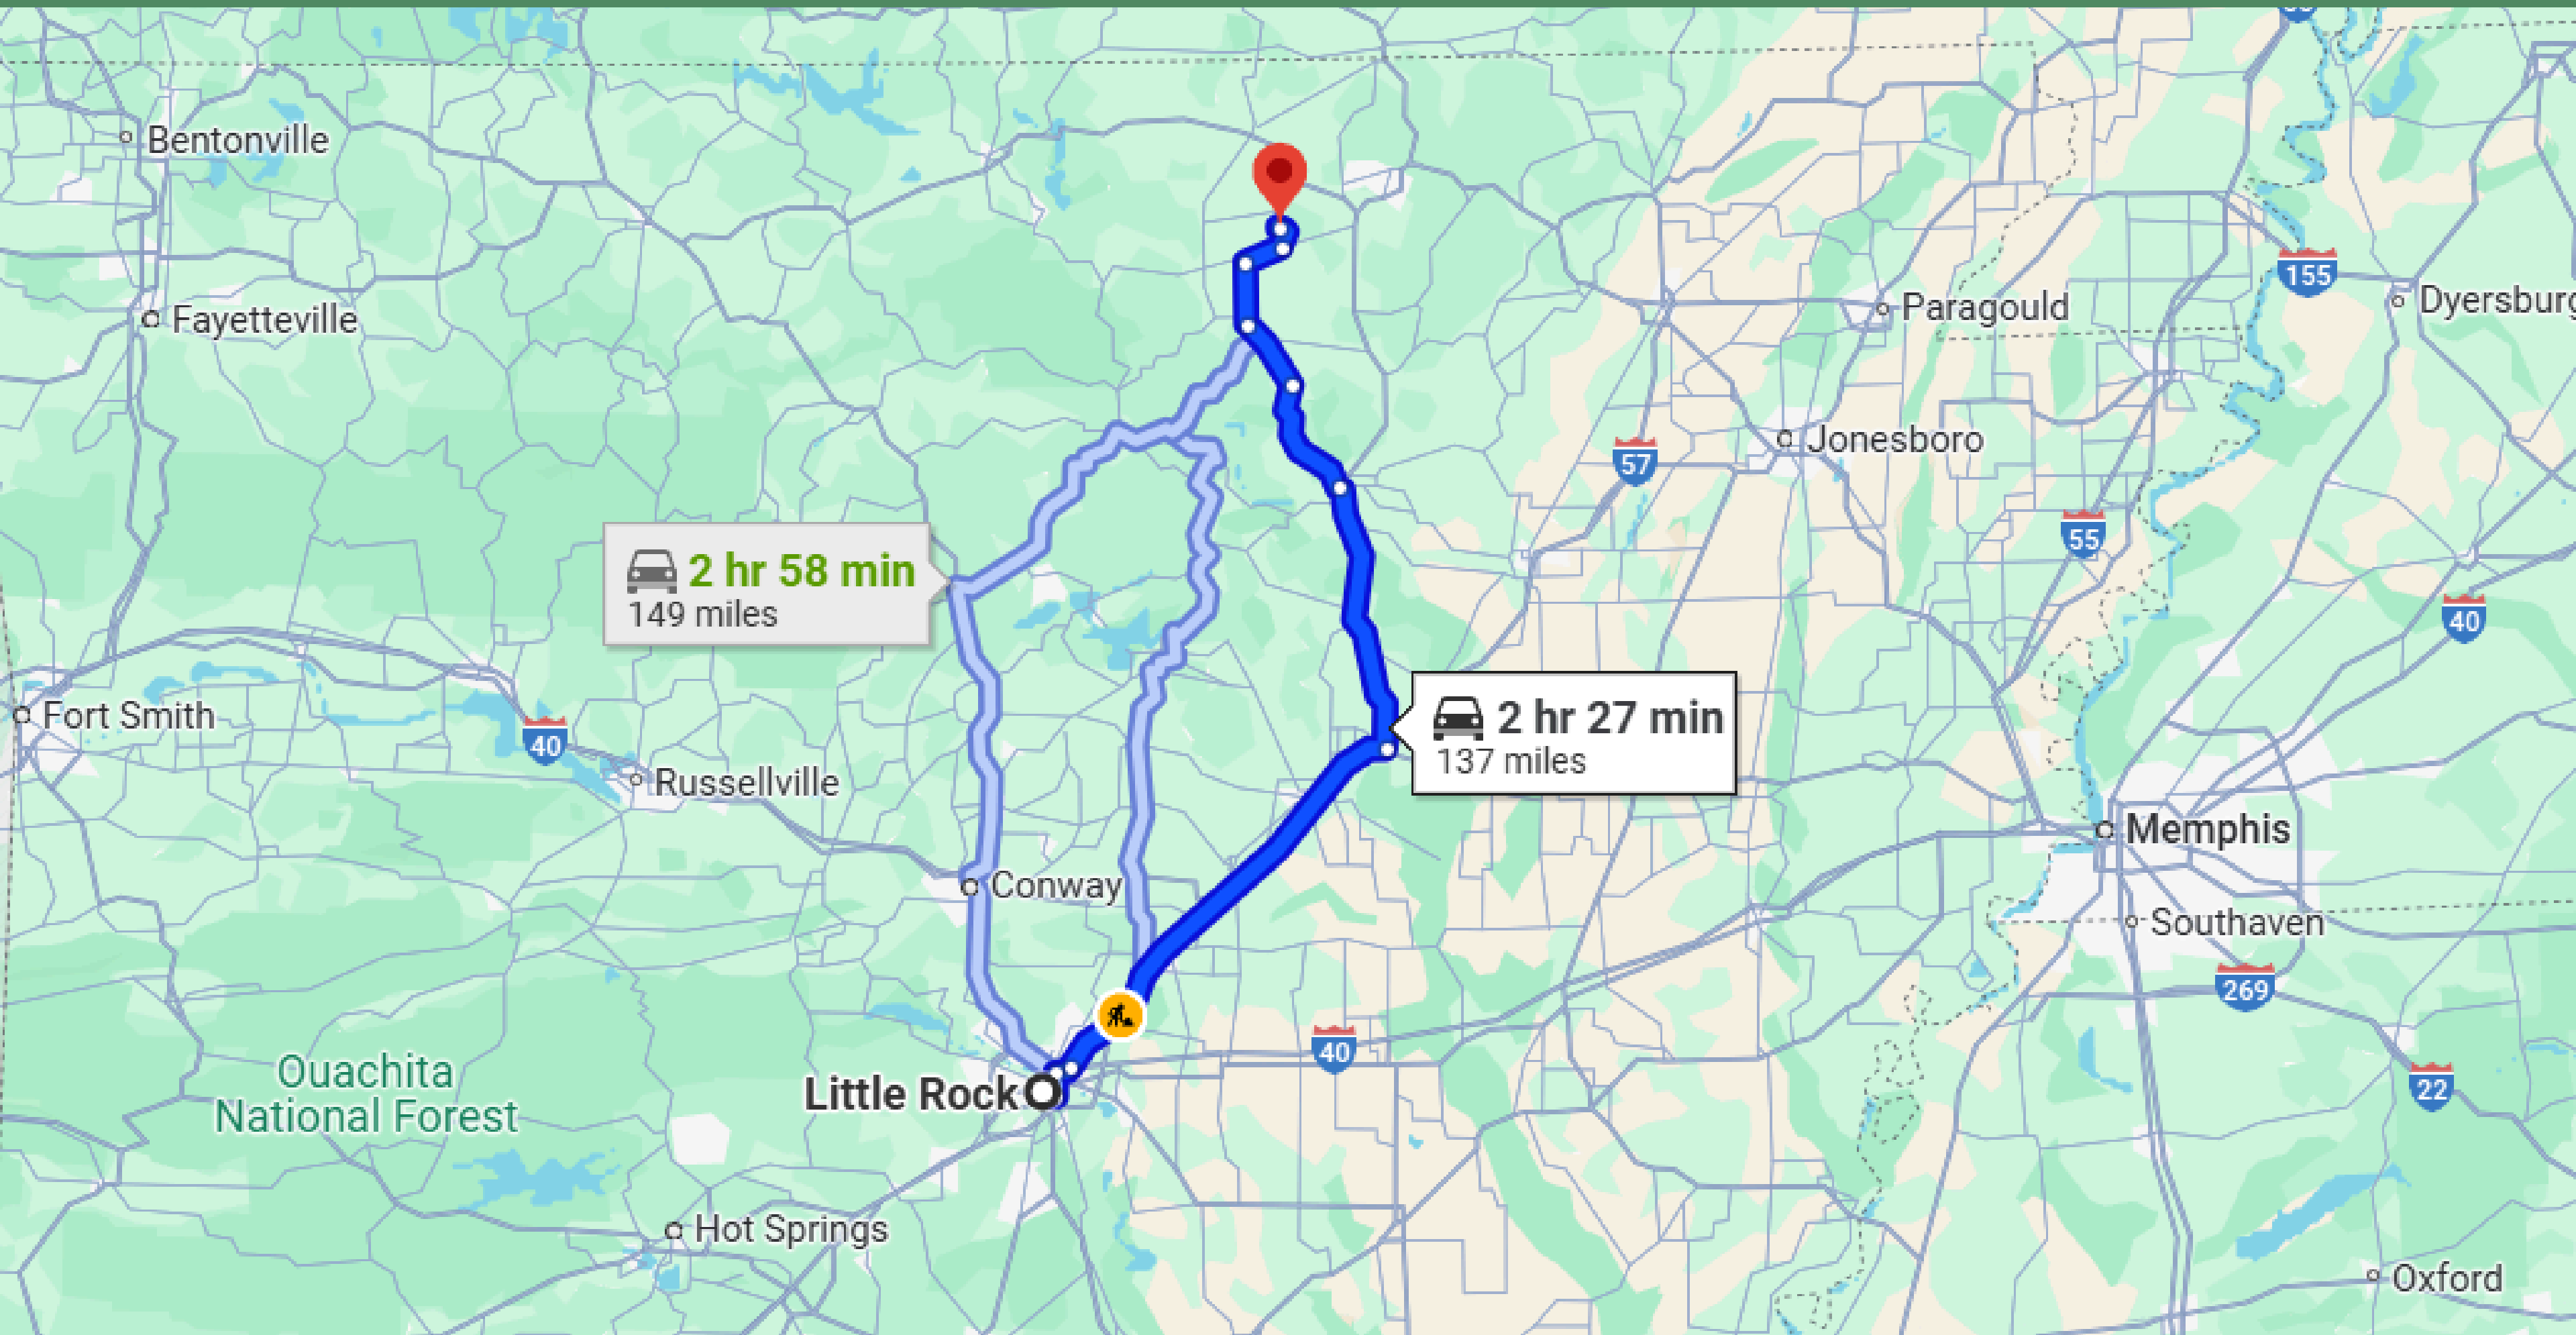 Bentonville
155
Dyersburg
Paragould
Fayetteville
Jonesboro
57
55
2 hr 58 min
149 miles
40
Fort Smith
2 hr 27 min
137 miles
40
Russellville
Memphis
Conway
Southaven
269
40
Ouachita
National Forest
Little Rock
22
Hot Springs
Oxford